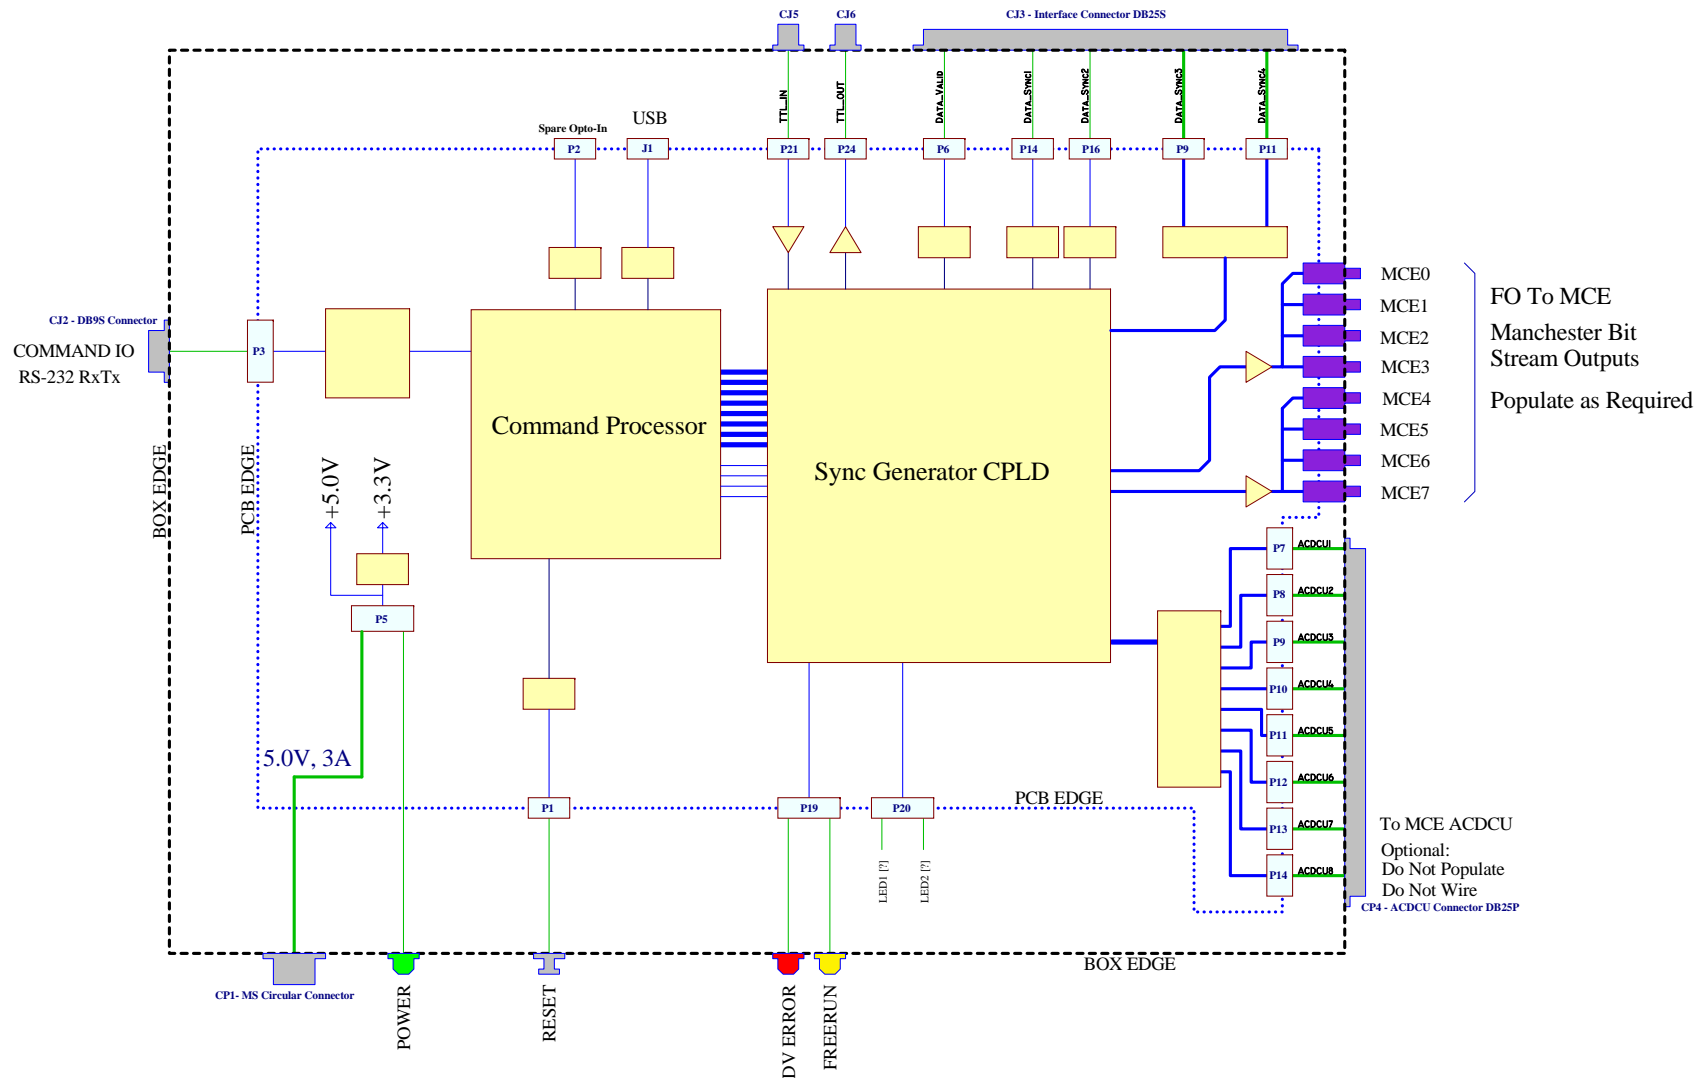 CJ5
CJ6
CJ3 - Interface Connector DB25S
TTL_IN
TTL_OUT
DATA_VALID
DATA_SYNC1
DATA_SYNC2
DATA_SYNC3
DATA_SYNC4
Spare Opto-In
USB
P2
J1
P21
P24
P6
P14
P16
P9
P11
CJ2 - DB9S Connector
COMMAND IO
RS-232 RxTx
P3
Command Processor
Sync Generator CPLD
MCE0
MCE1
MCE2
MCE3
MCE4
MCE5
MCE6
MCE7
FO To MCE
Manchester Bit
Stream Outputs
Populate as Required
BOX EDGE
PCB EDGE
+5.0V
+3.3V
P5
5.0V, 3A
P7
ACDCU1
P8
ACDCU2
P9
ACDCU3
P10
ACDCU4
P11
ACDCU5
P12
ACDCU6
P13
ACDCU7
P14
ACDCU8
To MCE ACDCU
Optional:
Do Not Populate
Do Not Wire
CP4 - ACDCU Connector DB25P
P1
P19
P20
PCB EDGE
LED1 [?]
LED2 [?]
BOX EDGE
CP1- MS Circular Connector
POWER
RESET
DV ERROR
FREERUN